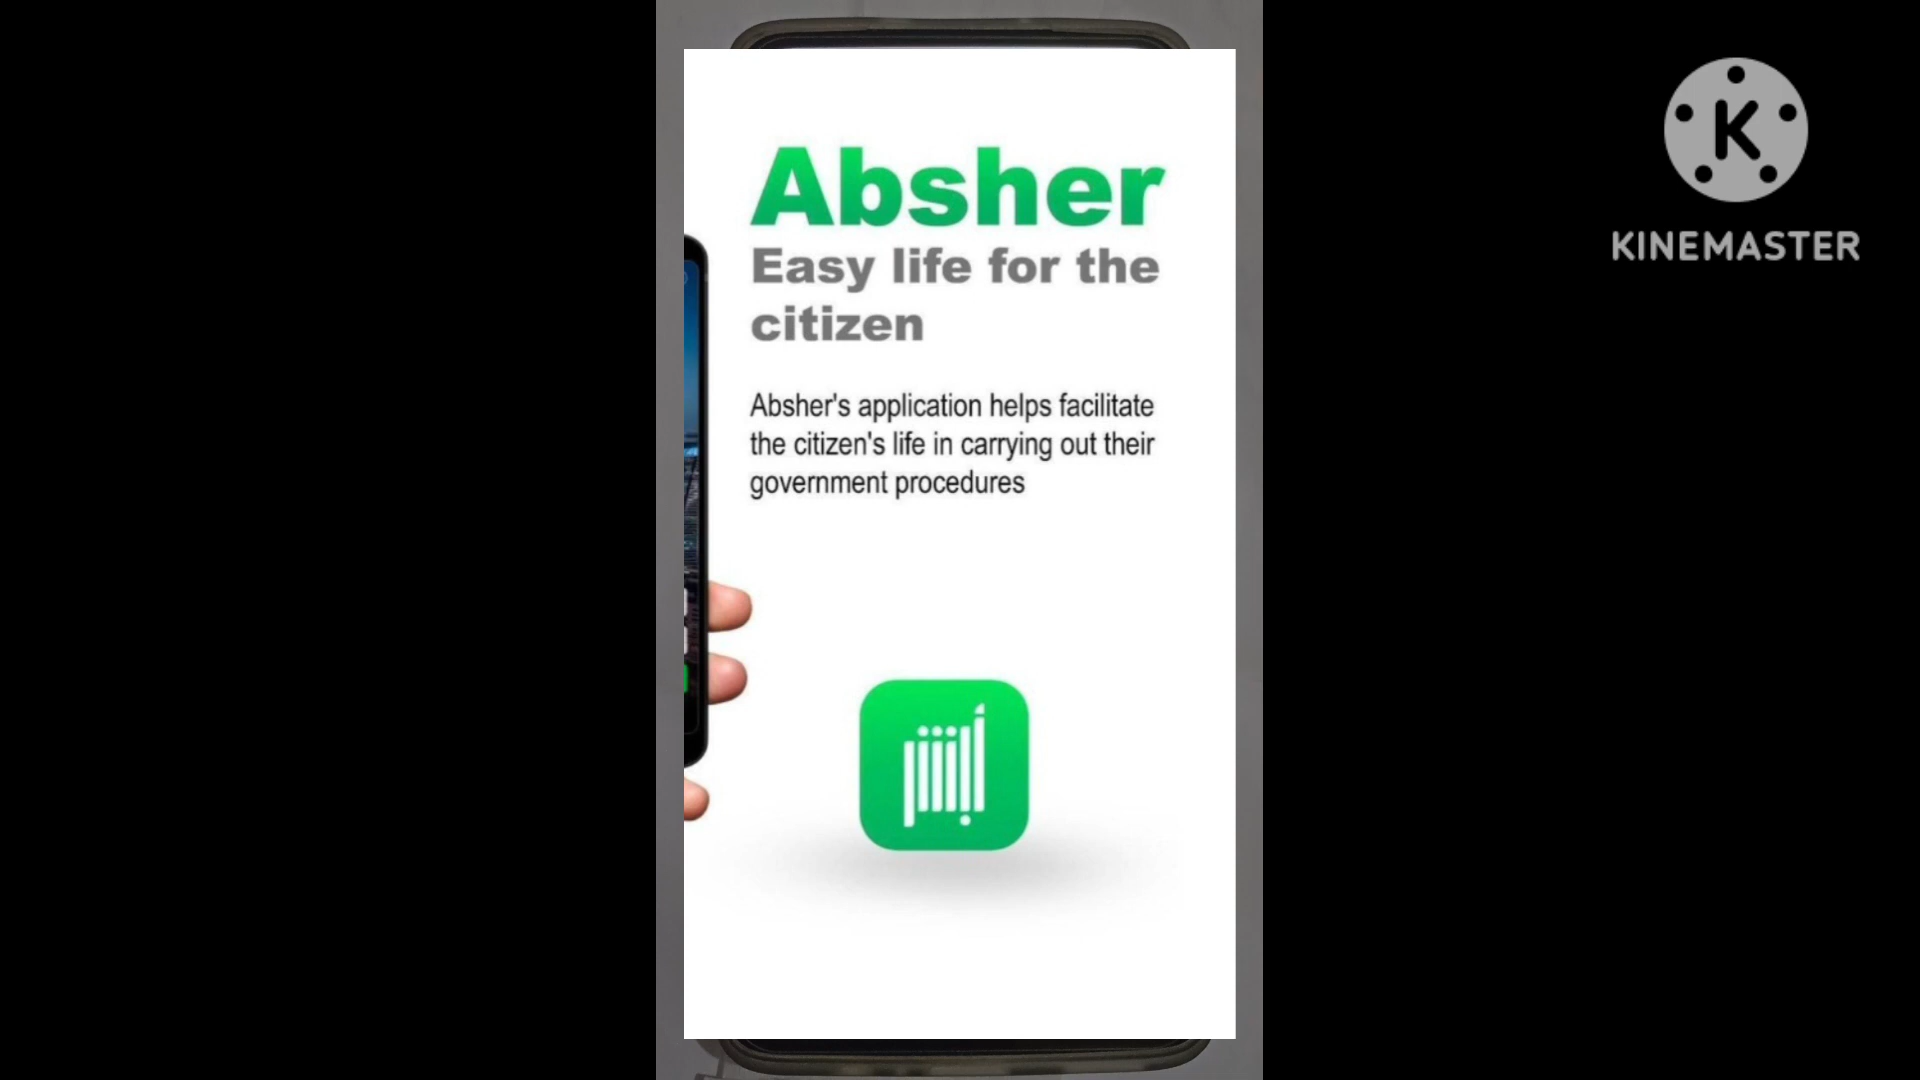 Absher
Easy life for the
citizen
Absher's application helps facilitate
the citizen's life in carrying out their
government procedures
أبشر
K
KINEMASTER